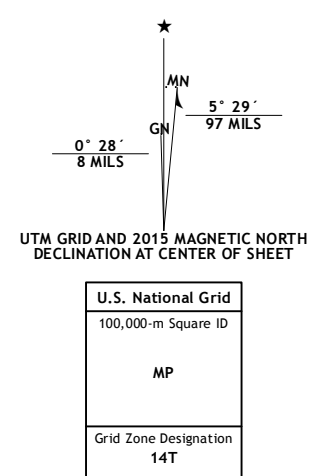 ★
MN
GN
5° 29´
97 MILS
0° 28´
8 MILS
UTM GRID AND 2015 MAGNETIC NORTH
DECLINATION AT CENTER OF SHEET
U.S. National Grid
100,000-m Square ID
MP
Grid Zone Designation
14T